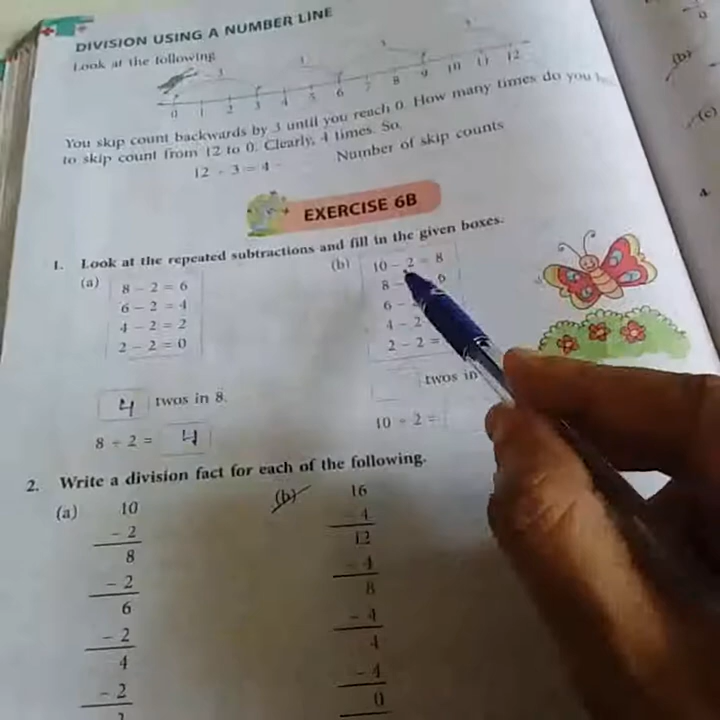 DIVISION USING A NUMBER LINE
Look at the following
3 3 3 3
0 1 2 3 4 5 6 7 8 9 10 11 12
You skip count backwards by 3 until you reach 0. How many times do you
to skip count from 12 to 0. Clearly, 4 times. So,
12 ÷ 3 = 4
Number of skip counts
EXERCISE 6B
1. Look at the repeated subtractions and fill in the given boxes.
(a)
8 – 2 = 6
6 – 2 = 4
4 – 2 = 2
2 – 2 = 0
4 twos in 8.
8 ÷ 2 = 4
(b)
10 – 2 = 8
8 – 6
6 –
4 – 2
2 – 2 =
twos in
10 ÷ 2 =
2. Write a division fact for each of the following.
(a) 10
– 2
8
– 2
6
– 2
4
– 2
(b) 16
– 4
12
– 4
8
– 4
4
– 4
0
(b)
(c)